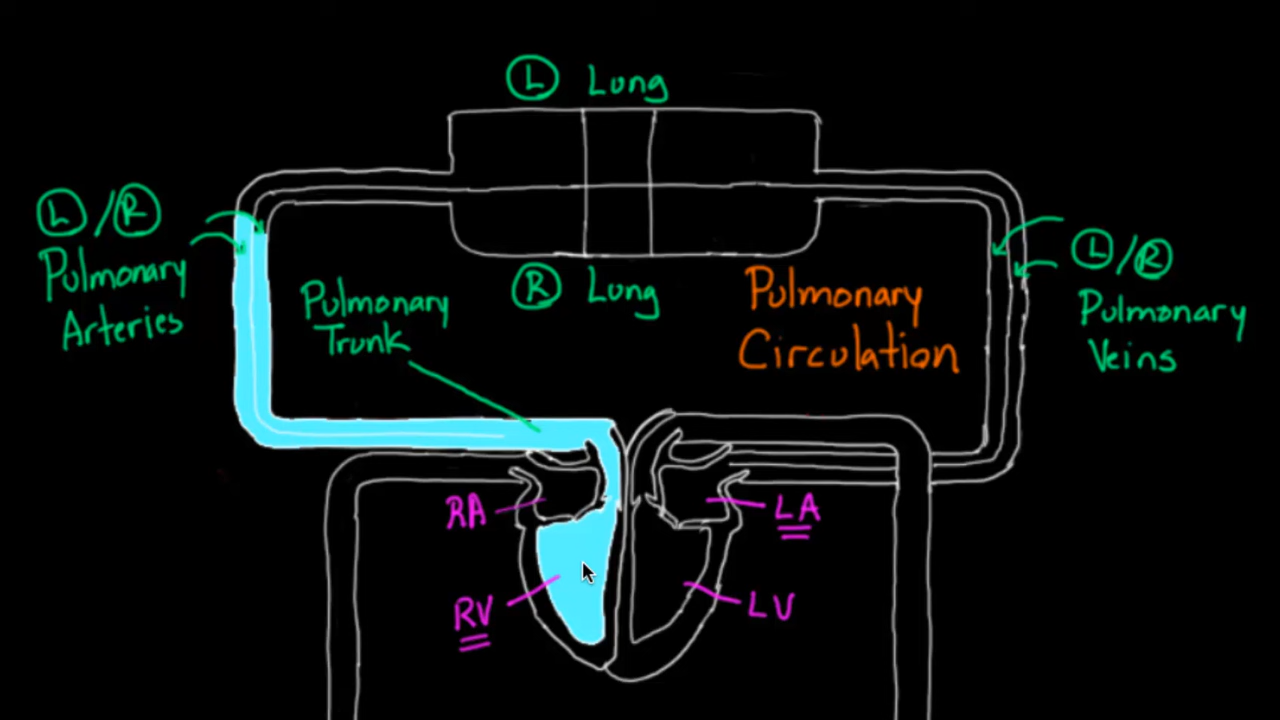 L Lung
L / R
Pulmonary
Arteries
Pulmonary
Trunk
R Lung
Pulmonary
Circulation
L / R
Pulmonary
Veins
RA
LA
RV
LV